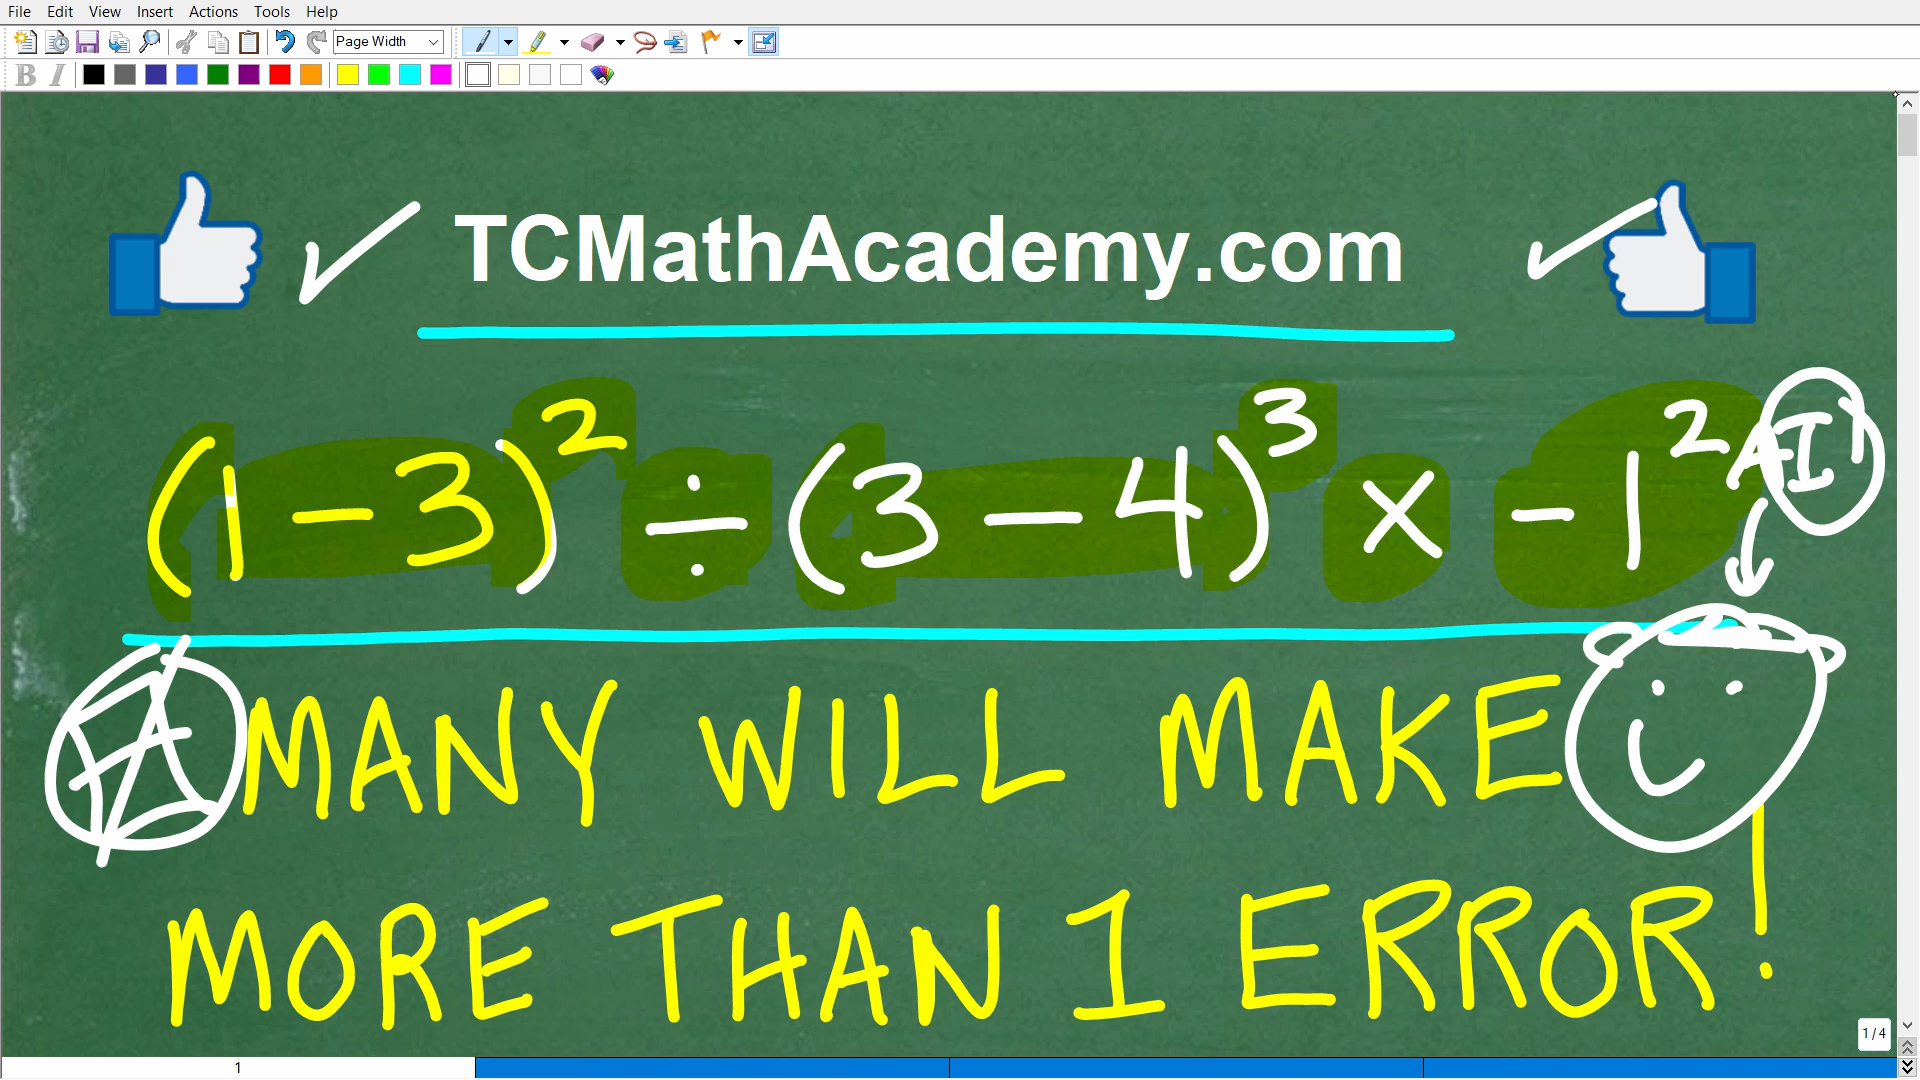 File Edit View Insert Actions Tools Help
Page Width
B I
TCMathAcademy.com
(1-3)² ÷ (3-4)³ x -1²
MANY WILL MAKE
MORE THAN 1 ERROR!
1 / 4
1